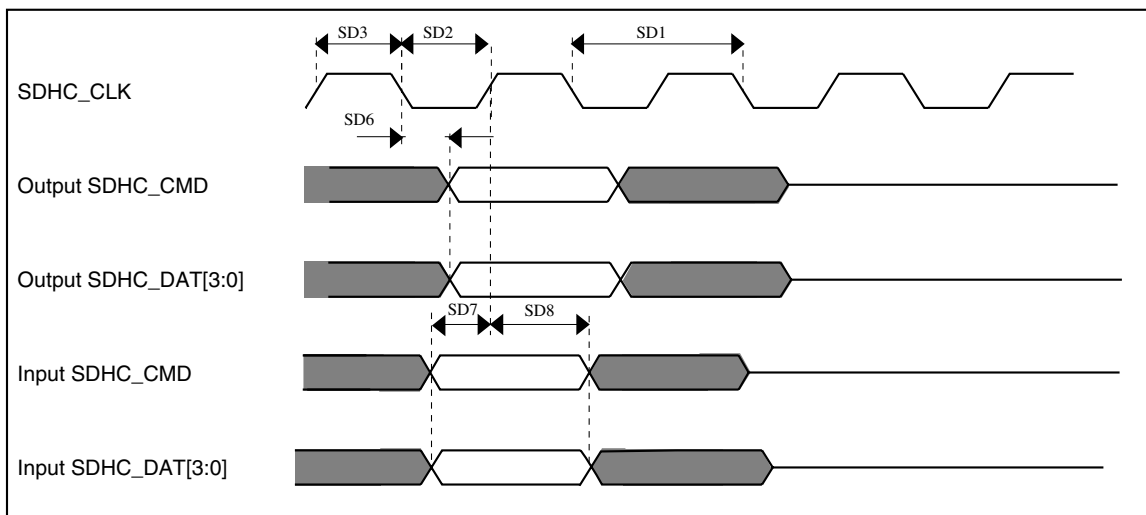 SD3 SD2 SD1
SDHC_CLK
SD6
Output SDHC_CMD
Output SDHC_DAT[3:0]
SD7 SD8
Input SDHC_CMD
Input SDHC_DAT[3:0]